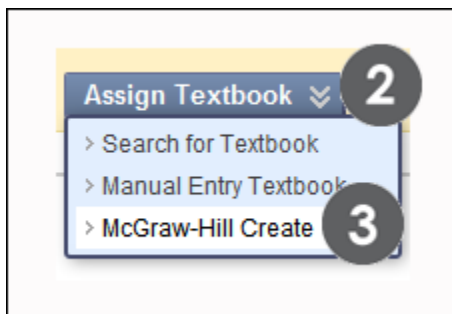 Assign Textbook 2
> Search for Textbook
> Manual Entry Textbook
> McGraw-Hill Create 3